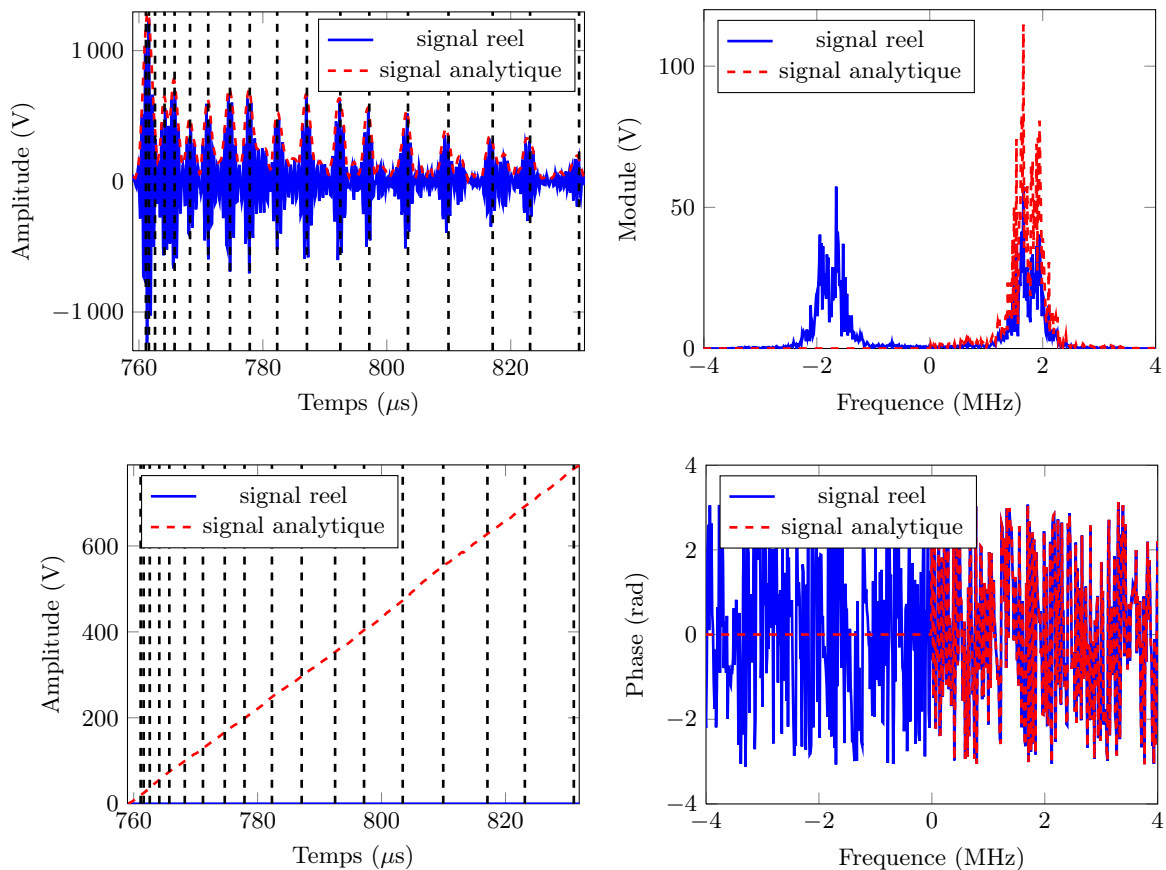 1 000
0
−1 000
760
780
800
820
Temps (μs)
Amplitude (V)
signal reel
signal analytique
100
50
0
−4
−2
0
2
4
Frequence (MHz)
Module (V)
signal reel
signal analytique
600
400
200
0
760
780
800
820
Temps (μs)
Amplitude (V)
signal reel
signal analytique
4
2
0
−2
−4
−4
−2
0
2
4
Frequence (MHz)
Phase (rad)
signal reel
signal analytique